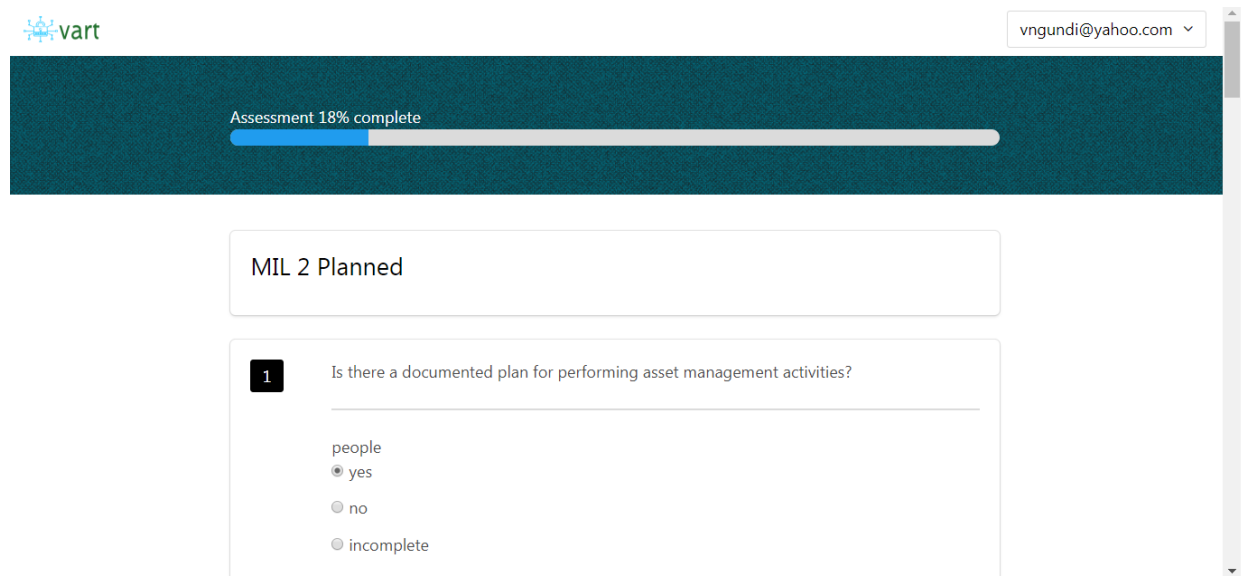 vart
vngundi@yahoo.com
Assessment 18% complete
MIL 2 Planned
1
Is there a documented plan for performing asset management activities?
people
yes
no
incomplete